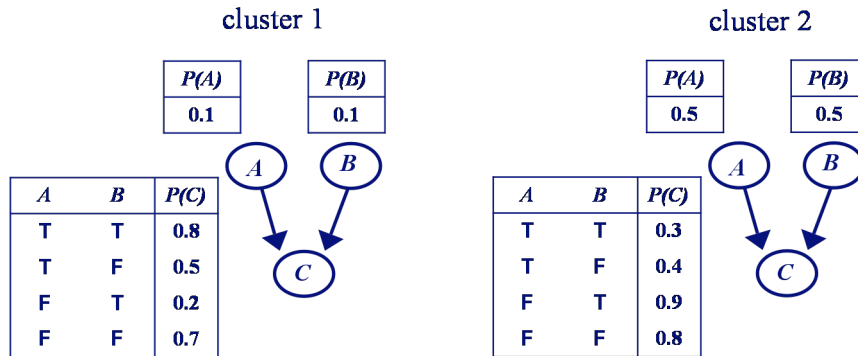 cluster 1
P(A)
0.1
P(B)
0.1
A
B
C
A B P(C)
T T 0.8
T F 0.5
F T 0.2
F F 0.7
cluster 2
P(A)
0.5
P(B)
0.5
A
B
C
A B P(C)
T T 0.3
T F 0.4
F T 0.9
F F 0.8